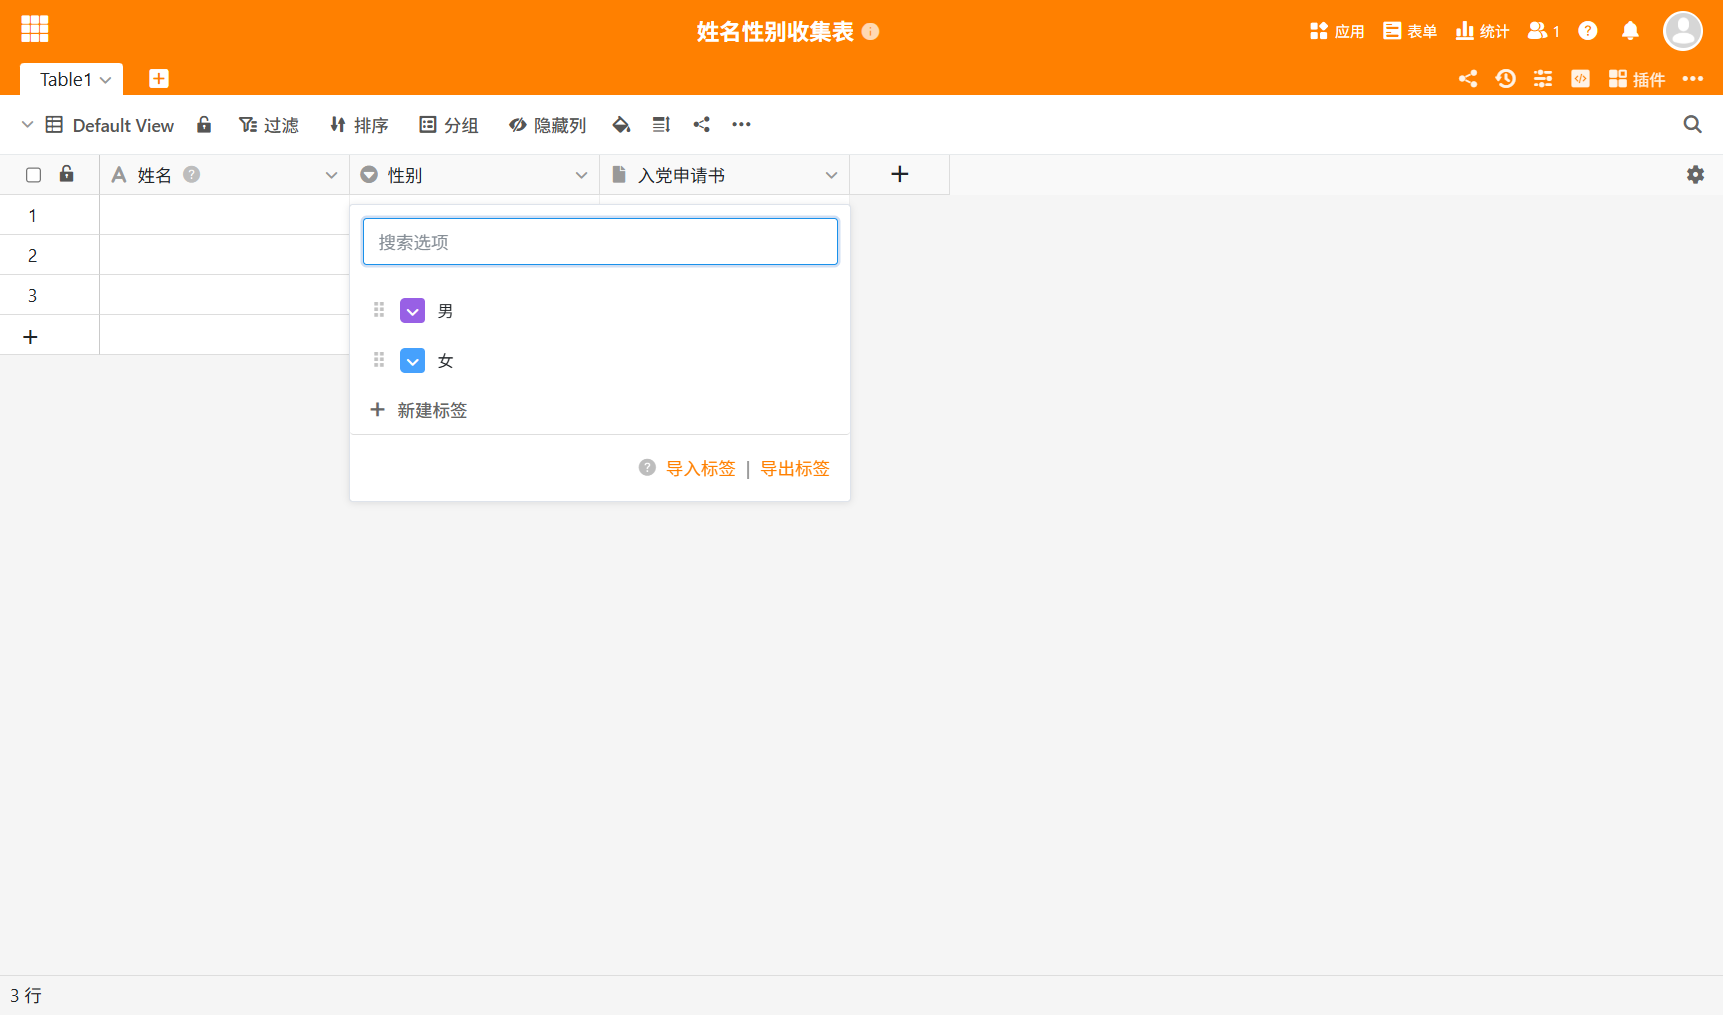 姓名性别收集表
应用 表单 统计 1
Table1
插件
Default View 过滤 排序 分组 隐藏列
姓名 性别 入党申请书
1
2
3
搜索选项
男
女
新建标签
导入标签 | 导出标签
3 行